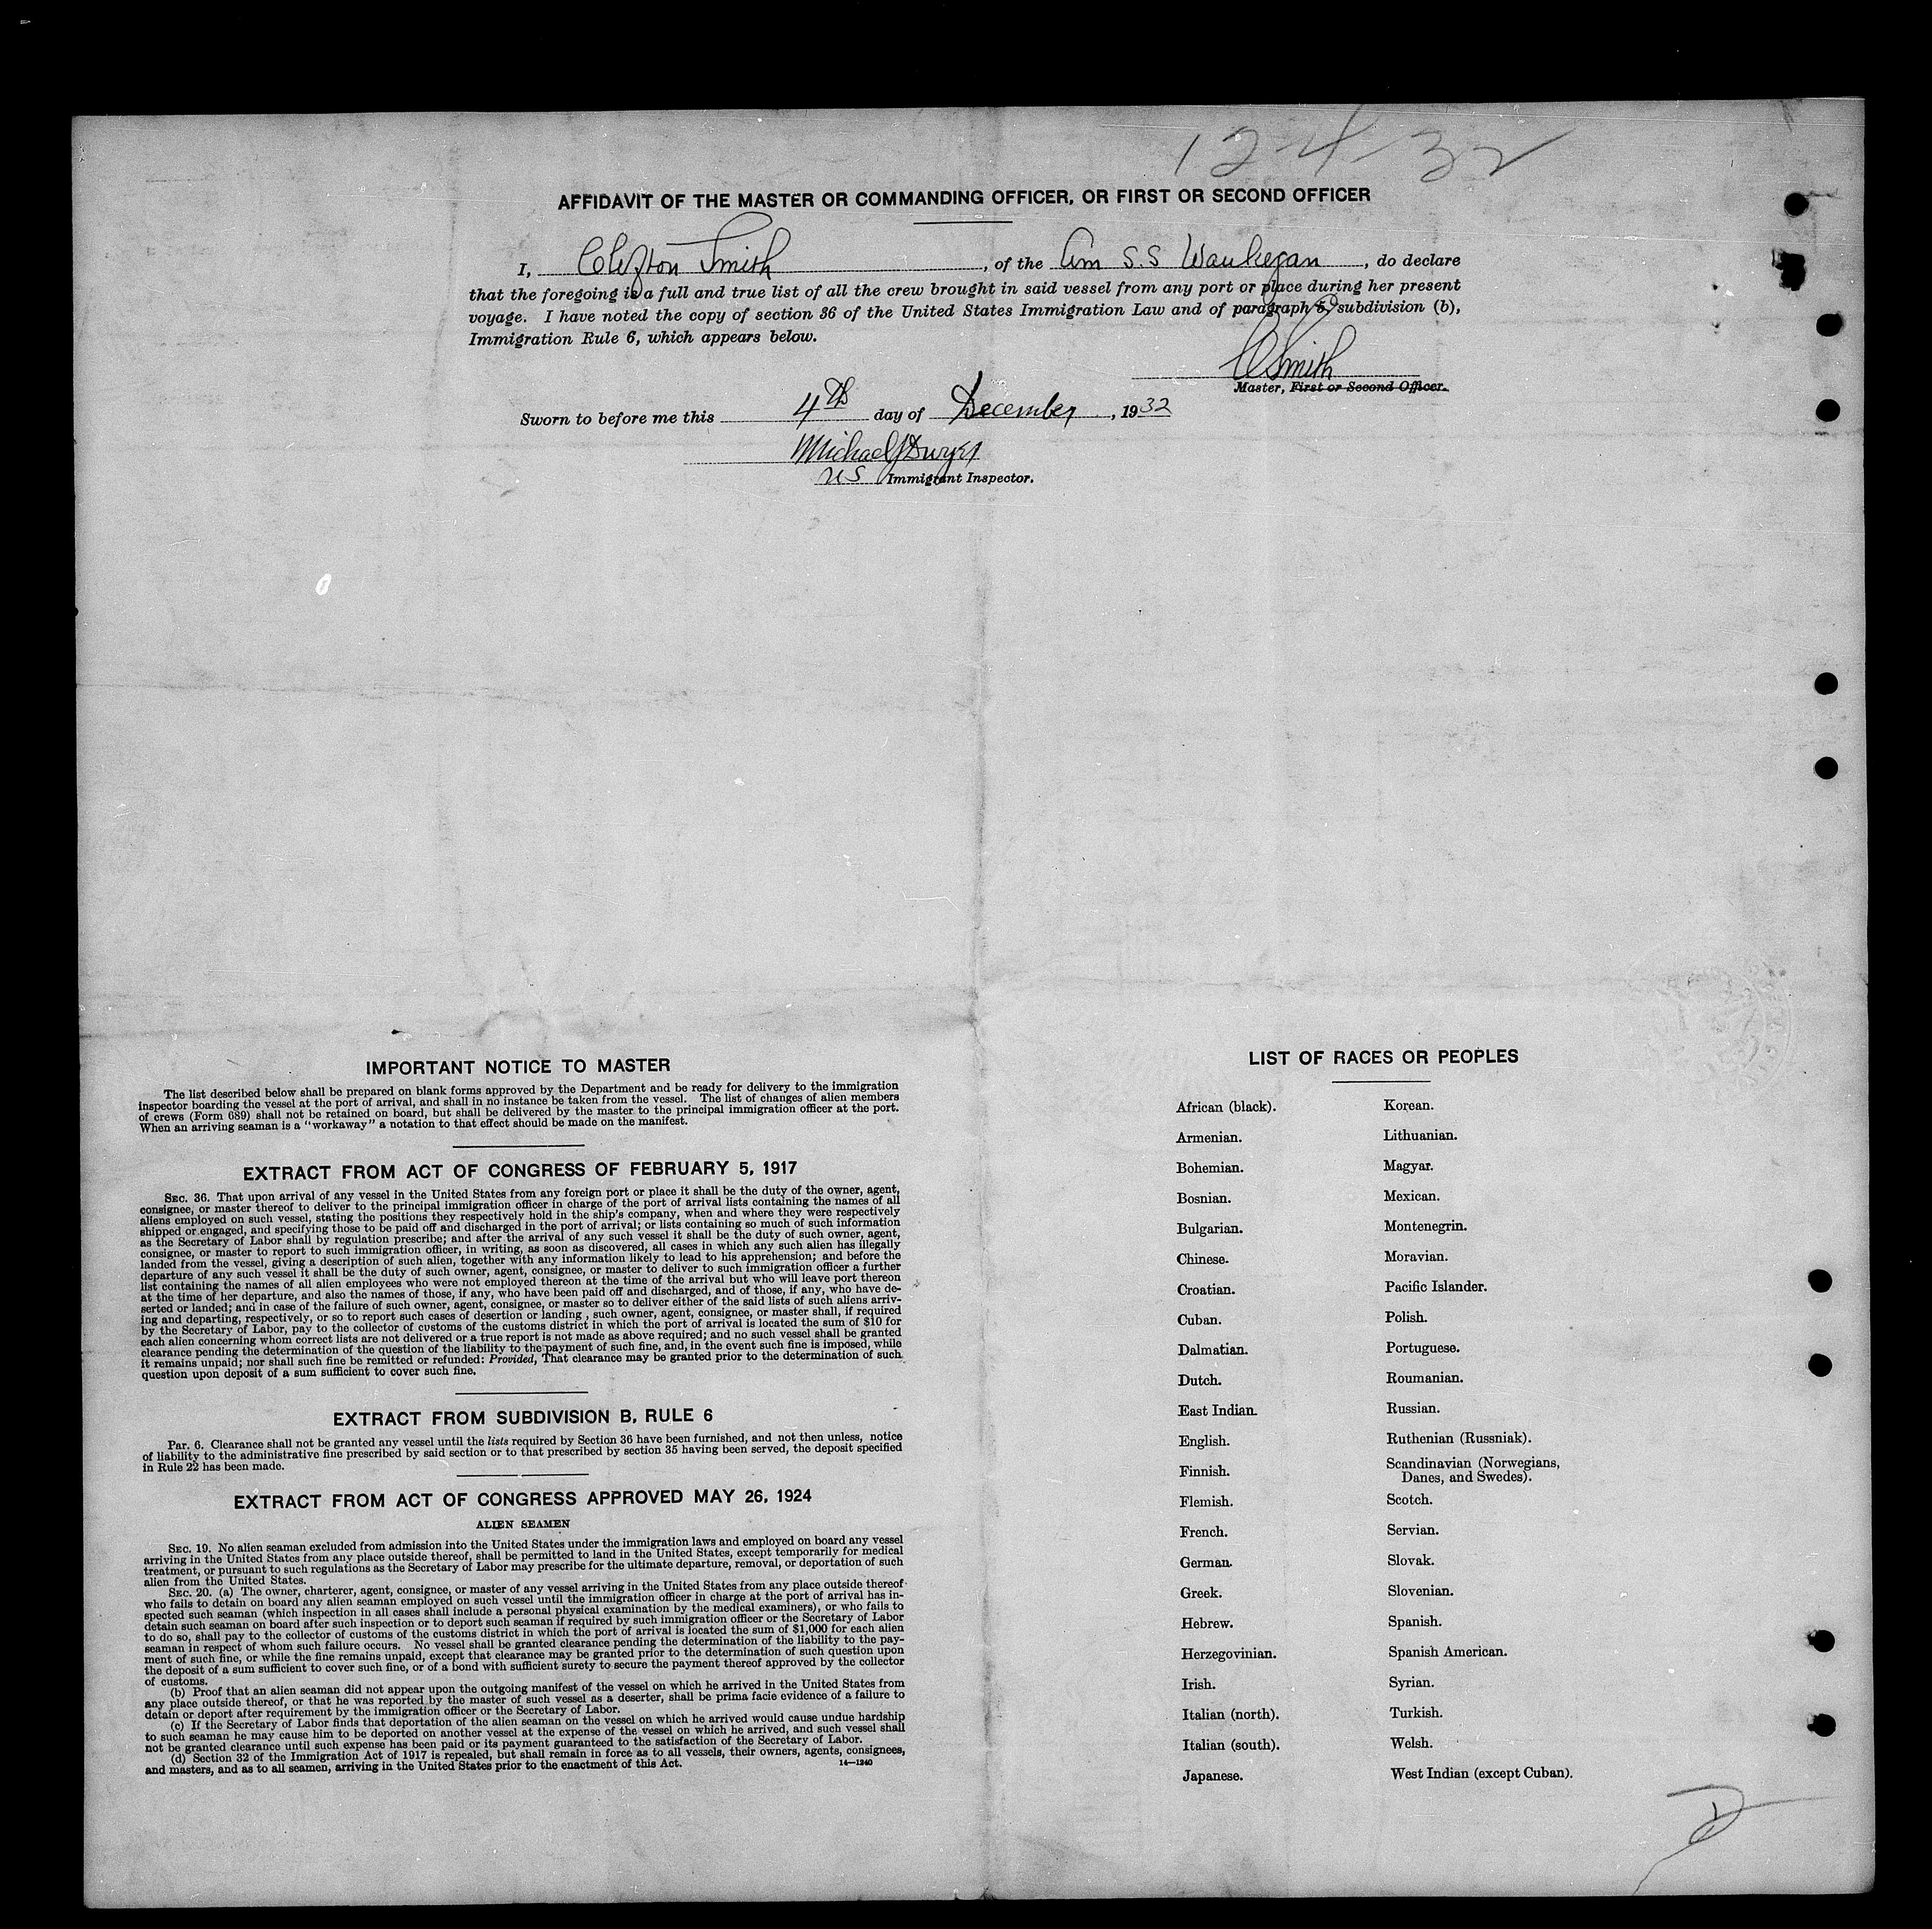 12-4-32
AFFIDAVIT OF THE MASTER OR COMMANDING OFFICER, OR FIRST OR SECOND OFFICER
I, Clifton Smith, of the Am S.S Waukegan, do declare
that the foregoing is a full and true list of all the crew brought in said vessel from any port or place during her present
voyage. I have noted the copy of section 36 of the United States Immigration Law and of paragraph 5, subdivision (b),
Immigration Rule 6, which appears below.
C Smith
Master, First or Second Officer.
Sworn to before me this 4th day of December, 1932
Michael J Dwyer
US Immigrant Inspector.
IMPORTANT NOTICE TO MASTER
The list described below shall be prepared on blank forms approved by the Department and be ready for delivery to the immigration
inspector boarding the vessel at the port of arrival, and shall in no instance be taken from the vessel. The list of changes of alien members
of crews (Form 689) shall not be retained on board, but shall be delivered by the master to the principal immigration officer at the port.
When an arriving seaman is a "workaway" a notation to that effect should be made on the manifest.
EXTRACT FROM ACT OF CONGRESS OF FEBRUARY 5, 1917
SEC. 36. That upon arrival of any vessel in the United States from any foreign port or place it shall be the duty of the owner, agent,
consignee, or master thereof to deliver to the principal immigration officer in charge of the port of arrival lists containing the names of all
aliens employed on such vessel, stating the positions they respectively hold in the ship's company, when and where they were respectively
shipped or engaged, and specifying those to be paid off and discharged in the port of arrival; or lists containing so much of such information
as the Secretary of Labor shall by regulation prescribe; and after the arrival of any such vessel it shall be the duty of such owner, agent,
consignee, or master to report to such immigration officer, in writing, as soon as discovered, all cases in which any such alien has illegally
landed from the vessel, giving a description of such alien, together with any information likely to lead to his apprehension; and before the
departure of any such vessel it shall be the duty of such owner, agent, consignee, or master to deliver to such immigration officer a further
list containing the names of all alien employees who were not employed thereon at the time of the arrival but who will leave port thereon
at the time of her departure, and also the names of those, if any, who have been paid off and discharged, and of those, if any, who have de-
serted or landed; and in case of the failure of such owner, agent, consignee, or master so to deliver either of the said lists of such aliens arriv-
ing and departing, respectively, or so to report such cases of desertion or landing, such owner, agent, consignee, or master shall, if required
by the Secretary of Labor, pay to the collector of customs of the customs district in which the port of arrival is located the sum of $10 for
each alien concerning whom correct lists are not delivered or a true report is not made as above required; and no such vessel shall be granted
clearance pending the determination of the question of the liability to the payment of such fine, and, in the event such fine is imposed, while
it remains unpaid; nor shall such fine be remitted or refunded: Provided, That clearance may be granted prior to the determination of such
question upon deposit of a sum sufficient to cover such fine.
EXTRACT FROM SUBDIVISION B, RULE 6
Par. 6. Clearance shall not be granted any vessel until the lists required by Section 36 have been furnished, and not then unless, notice
of liability to the administrative fine prescribed by said section or to that prescribed by section 35 having been served, the deposit specified
in Rule 22 has been made.
EXTRACT FROM ACT OF CONGRESS APPROVED MAY 26, 1924
ALIEN SEAMEN
SEC. 19. No alien seaman excluded from admission into the United States under the immigration laws and employed on board any vessel
arriving in the United States from any place outside thereof, shall be permitted to land in the United States, except temporarily for medical
treatment, or pursuant to such regulations as the Secretary of Labor may prescribe for the ultimate departure, removal, or deportation of such
alien from the United States.
SEC. 20. (a) The owner, charterer, agent, consignee, or master of any vessel arriving in the United States from any place outside thereof
who fails to detain on board any alien seaman employed on such vessel until the immigration officer in charge at the port of arrival has in-
spected such seaman (which inspection in all cases shall include a personal physical examination by the medical examiners), or who fails to
detain such seaman on board after such inspection or to deport such seaman if required by such immigration officer or the Secretary of Labor
to do so, shall pay to the collector of customs of the customs district in which the port of arrival is located the sum of $1,000 for each alien
seaman in respect of whom such failure occurs. No vessel shall be granted clearance pending the determination of the liability to the pay-
ment of such fine, or while the fine remains unpaid, except that clearance may be granted prior to the determination of such question upon
the deposit of a sum sufficient to cover such fine, or of a bond with sufficient surety to secure the payment thereof approved by the collector
of customs.
(b) Proof that an alien seaman did not appear upon the outgoing manifest of the vessel on which he arrived in the United States from
any place outside thereof, or that he was reported by the master of such vessel as a deserter, shall be prima facie evidence of a failure to
detain or deport after requirement by the immigration officer or the Secretary of Labor.
(c) If the Secretary of Labor finds that deportation of the alien seaman on the vessel on which he arrived would cause undue hardship
to such seaman he may cause him to be deported on another vessel at the expense of the vessel on which he arrived, and such vessel shall
not be granted clearance until such expense has been paid or its payment guaranteed to the satisfaction of the Secretary of Labor.
(d) Section 32 of the Immigration Act of 1917 is repealed, but shall remain in force as to all vessels, their owners, agents, consignees,
and masters, and as to all seamen, arriving in the United States prior to the enactment of this Act.
14—1240
LIST OF RACES OR PEOPLES
African (black).
Armenian.
Bohemian.
Bosnian.
Bulgarian.
Chinese.
Croatian.
Cuban.
Dalmatian.
Dutch.
East Indian.
English.
Finnish.
Flemish.
French.
German.
Greek.
Hebrew.
Herzegovinian.
Irish.
Italian (north).
Italian (south).
Japanese.
Korean.
Lithuanian.
Magyar.
Mexican.
Montenegrin.
Moravian.
Pacific Islander.
Polish.
Portuguese.
Roumanian.
Russian.
Ruthenian (Russniak).
Scandinavian (Norwegians,
Danes, and Swedes).
Scotch.
Servian.
Slovak.
Slovenian.
Spanish.
Spanish American.
Syrian.
Turkish.
Welsh.
West Indian (except Cuban).